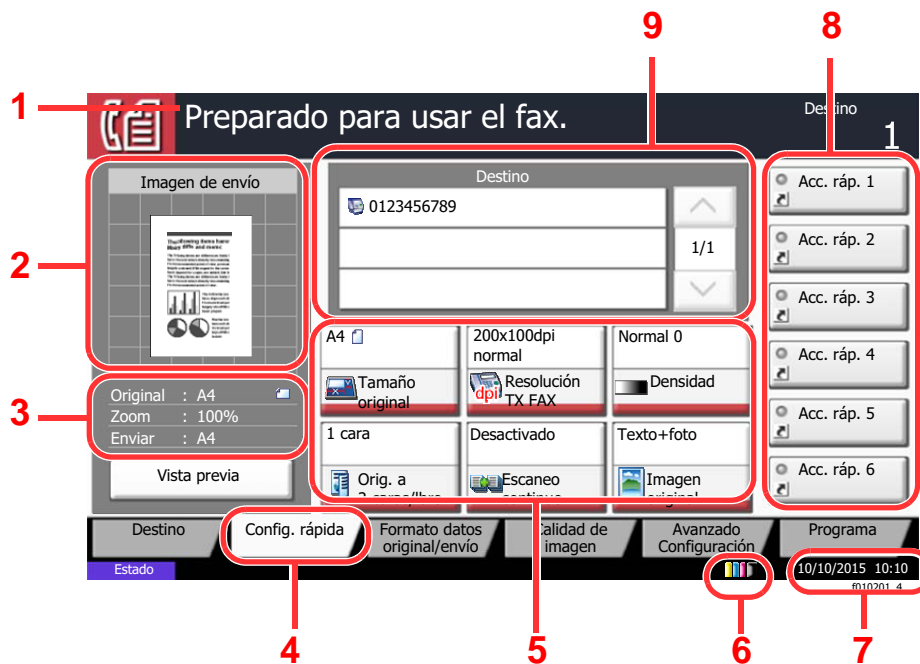 9
8
1
Preparado para usar el fax.
Destino
1
Imagen de envío
Destino
0123456789
1/1
2
Acc. ráp. 1
Acc. ráp. 2
Acc. ráp. 3
Acc. ráp. 4
Acc. ráp. 5
Acc. ráp. 6
A4
200x100dpi
normal
Normal 0
Tamaño
original
dpi
Resolución
TX FAX
Densidad
3
Original : A4
Zoom : 100%
Enviar : A4
1 cara
Desactivado
Texto+foto
Orig. a
Escaneo
Imagen
Vista previa
Destino
Config. rápida
Formato datos
original/envío
Calidad de
imagen
Avanzado
Configuración
Programa
Estado
10/10/2015 10:10
f010201_4
4
5
6
7